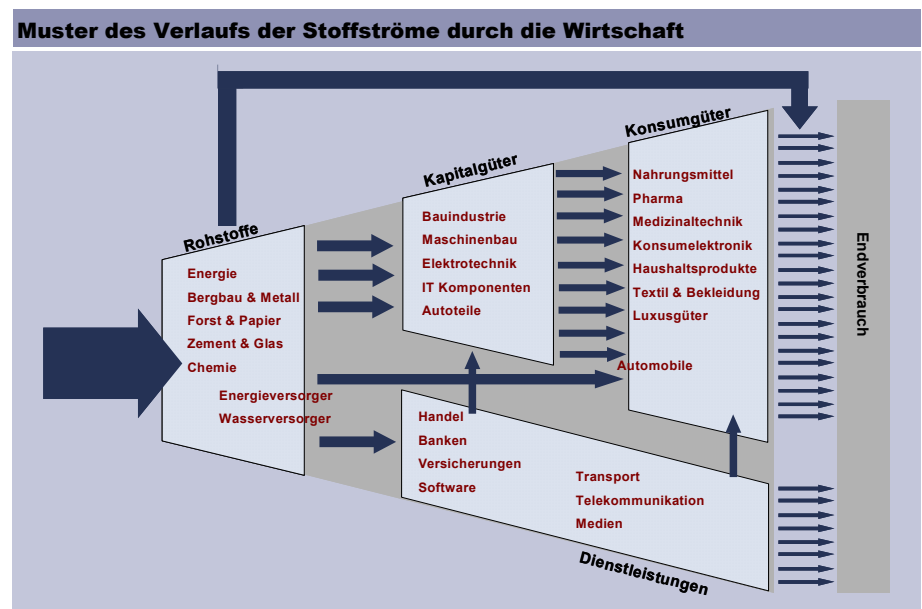 Muster des Verlaufs der Stoffströme durch die Wirtschaft
Rohstoffe
Energie
Bergbau & Metall
Forst & Papier
Zement & Glas
Chemie
Energieversorger
Wasserversorger
Kapitalgüter
Bauindustrie
Maschinenbau
Elektrotechnik
IT Komponenten
Autoteile
Konsumgüter
Nahrungsmittel
Pharma
Medizinaltechnik
Konsumelektronik
Haushaltsprodukte
Textil & Bekleidung
Luxusgüter
Automobile
Handel
Banken
Versicherungen
Software
Transport
Telekommunikation
Medien
Dienstleistungen
Endverbrauch